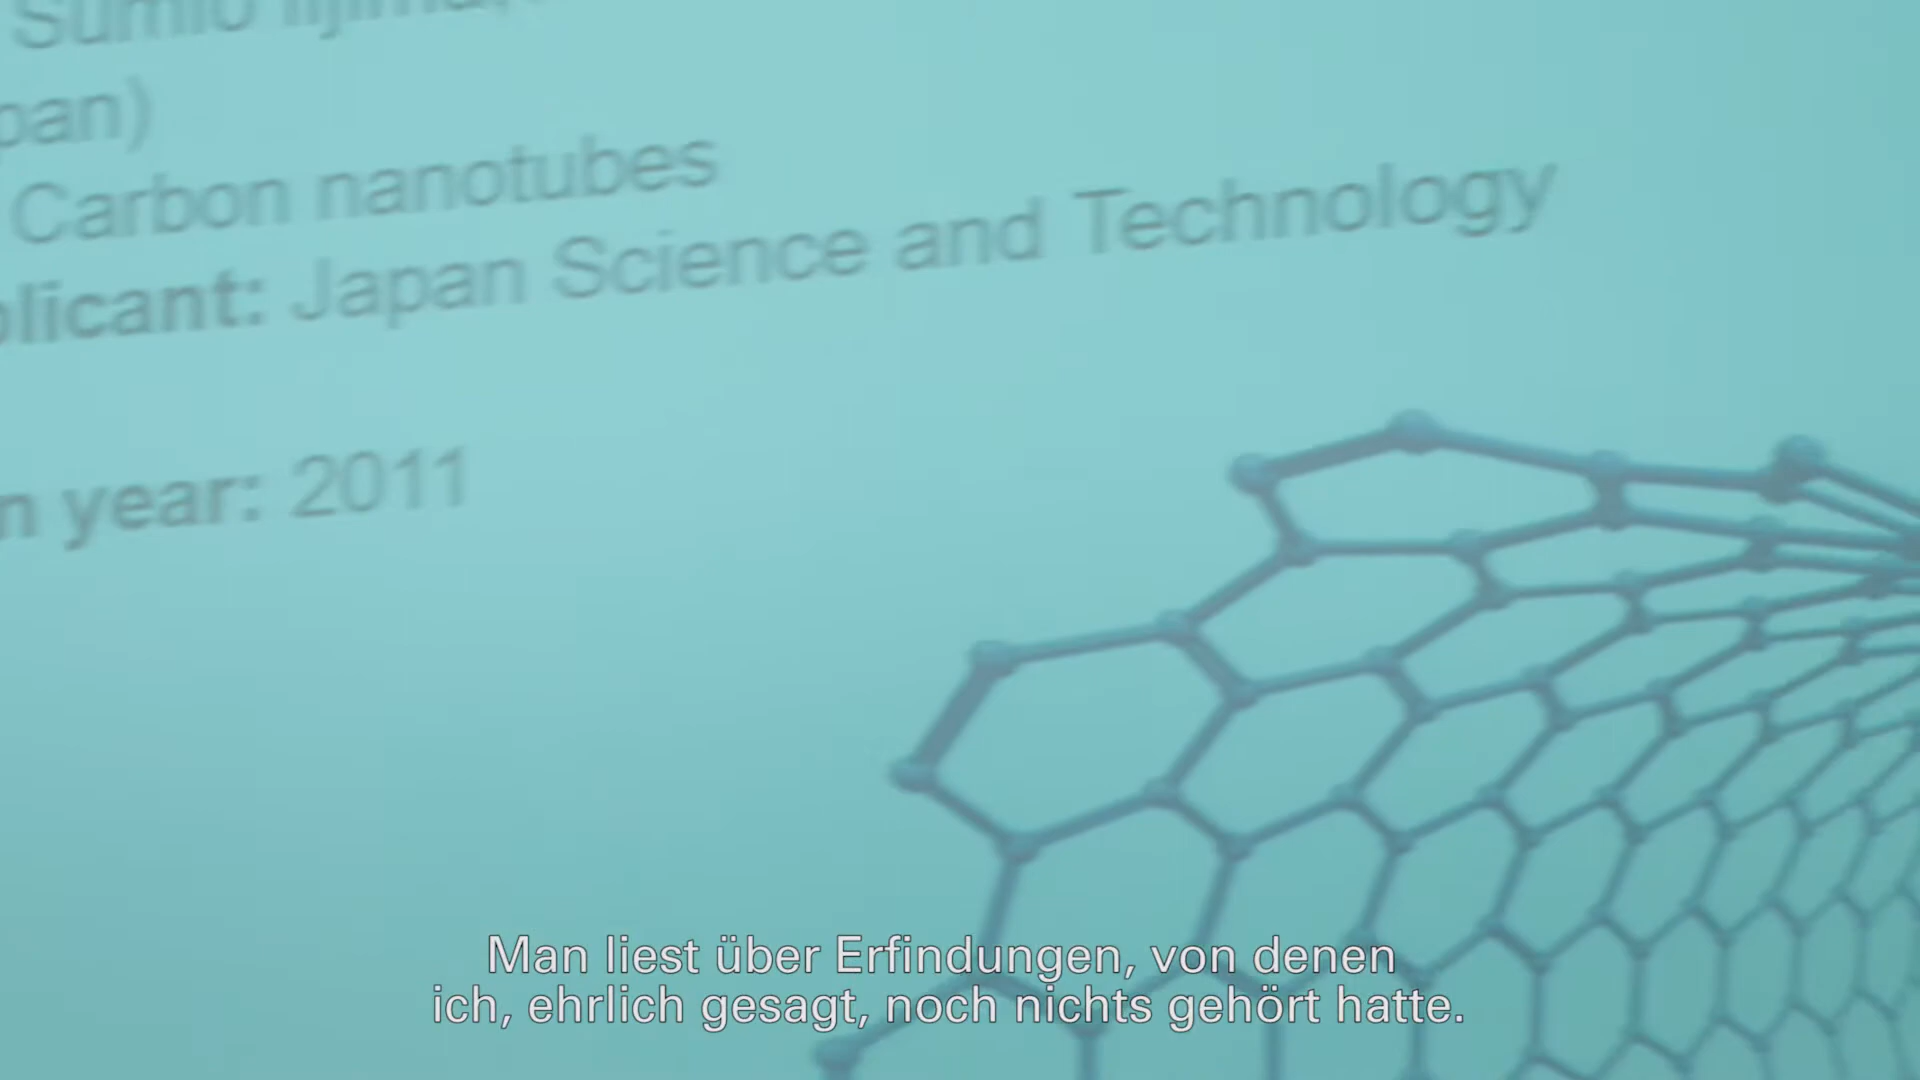 Sumio Iijima,
pan)
Carbon nanotubes
plicant: Japan Science and Technology
n year: 2011
Man liest über Erfindungen, von denen
ich, ehrlich gesagt, noch nichts gehört hatte.